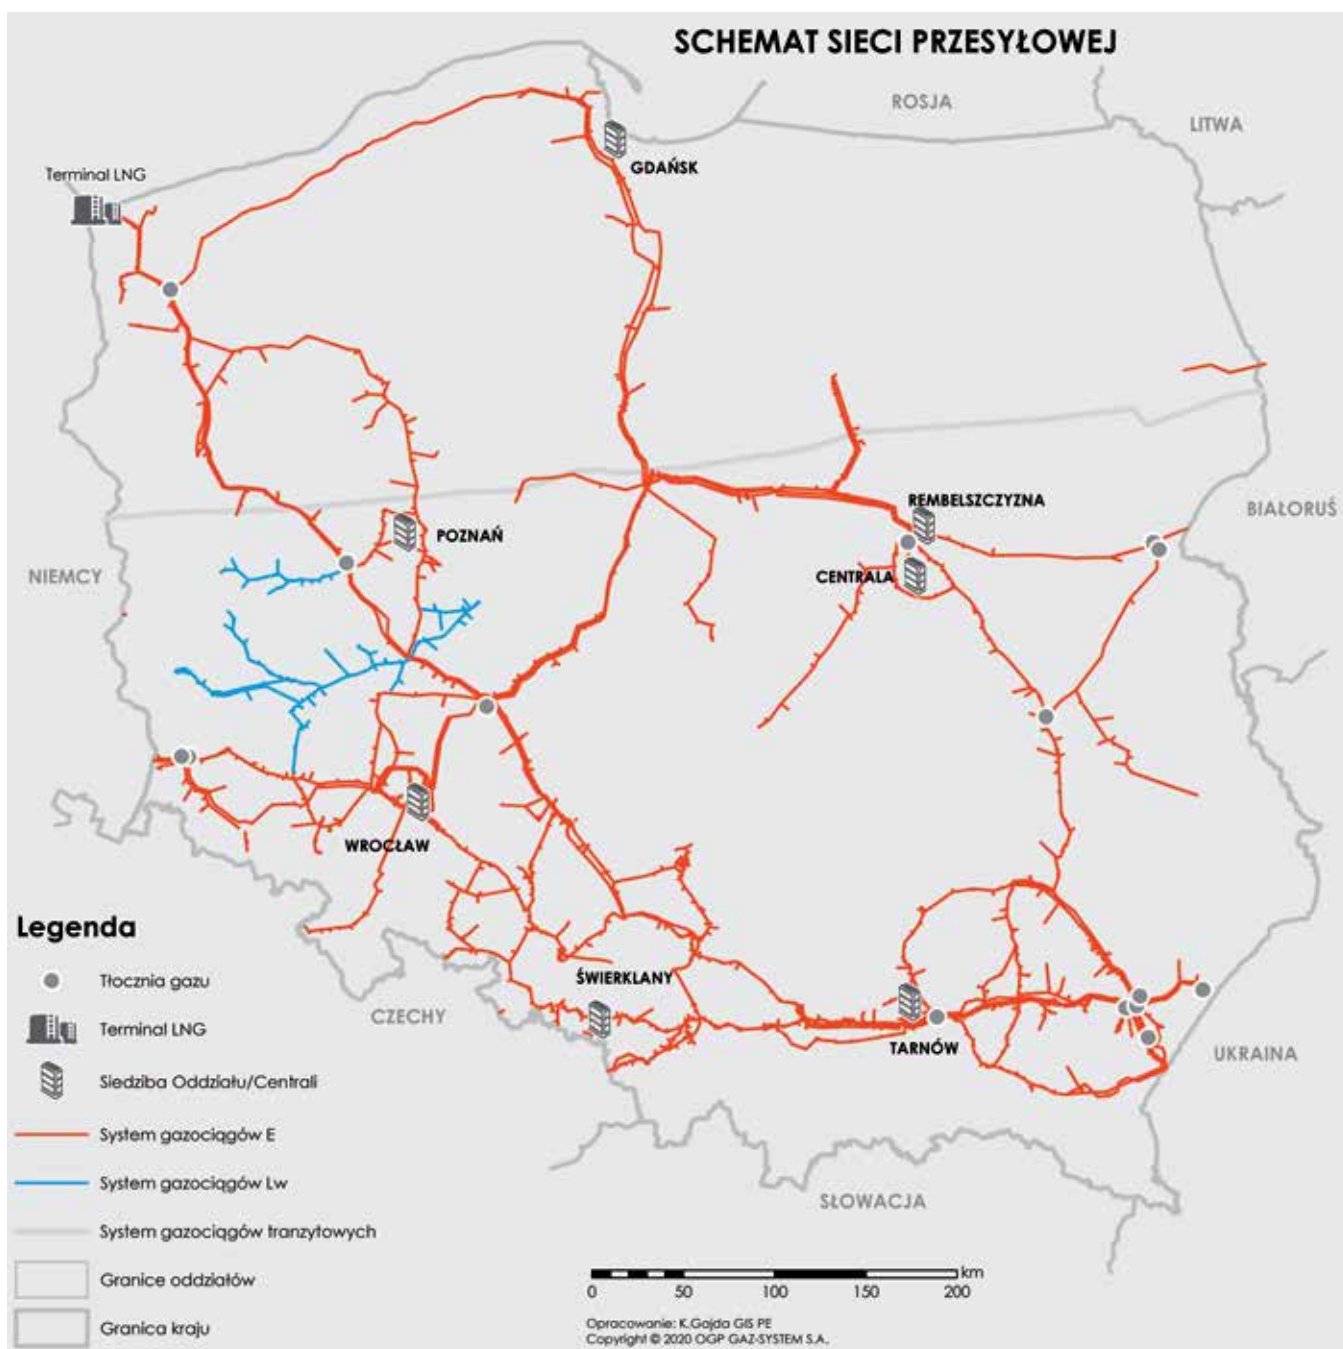 SCHEMAT SIECI PRZESYŁOWEJ
ROSJA
LITWA
GDAŃSK
Terminal LNG
REMBELSZCZYZNA
BIAŁORUŚ
POZNAŃ
NIEMCY
CENTRALA
WROCŁAW
Legenda
Tłocznia gazu
Terminal LNG
Siedziba Oddziału/Centrali
System gazociągów E
System gazociągów Lw
System gazociągów tranzytowych
Granice oddziałów
Granica kraju
ŚWIERKLANY
CZECHY
TARNÓW
UKRAINA
SŁOWACJA
km
0 50 100 150 200
Opracowanie: K.Gajda GIS PE
Copyright © 2020 OGP GAZ-SYSTEM S.A.